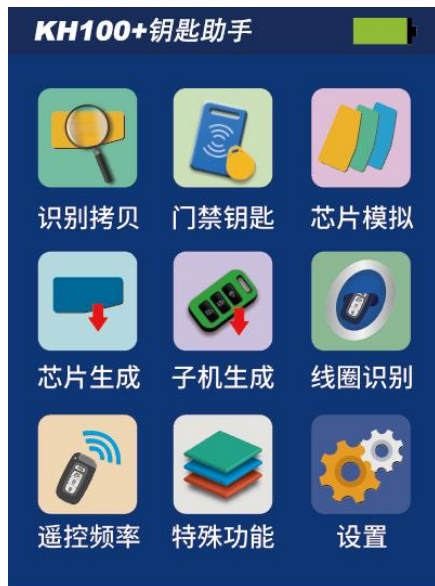 KH100+钥匙助手
识别拷贝 门禁钥匙 芯片模拟
芯片生成 子机生成 线圈识别
遥控频率 特殊功能 设置